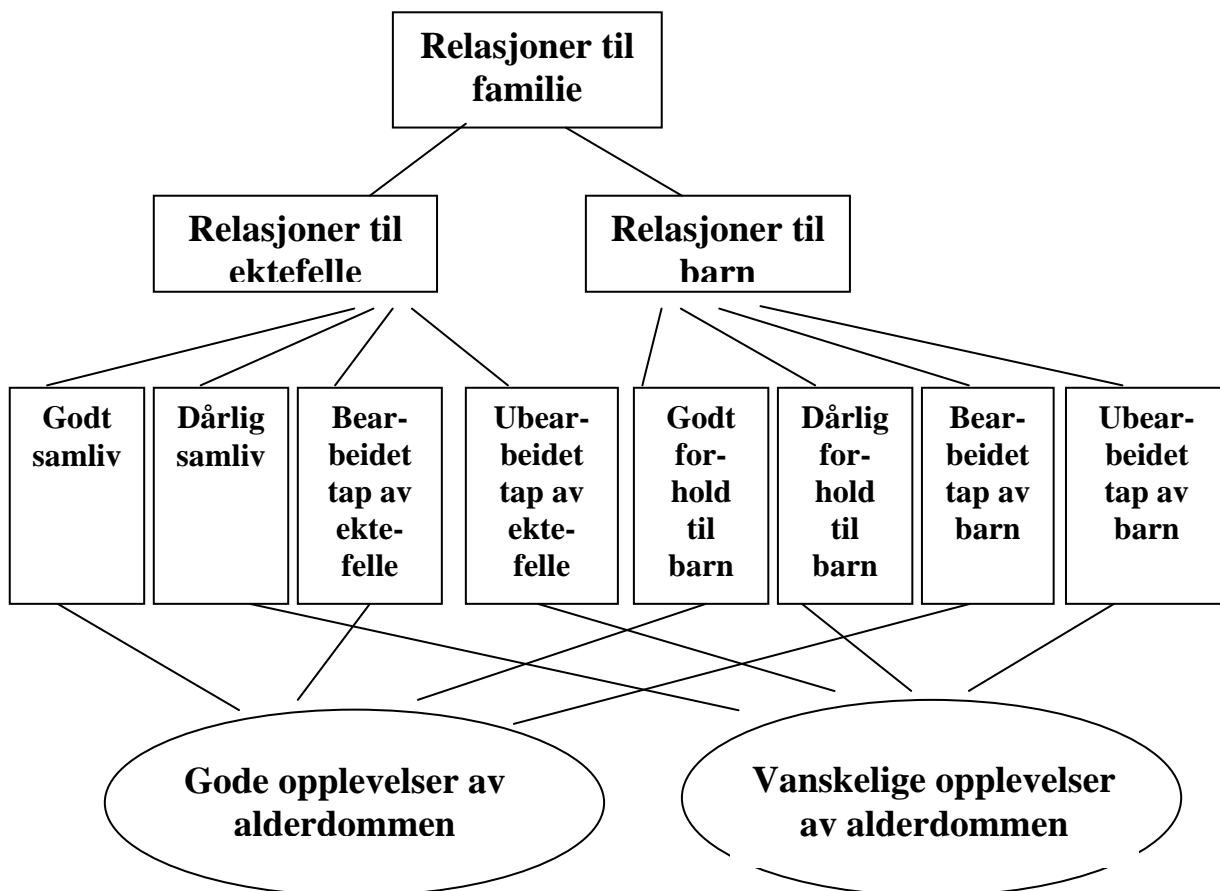 Relasjoner til
familie
Relasjoner til
ektefelle
Relasjoner til
barn
Godt
samliv
Dårlig
samliv
Bear-
beidet
tap av
ekte-
felle
Ubear-
beidet
tap av
ekte-
felle
Godt
for-
hold
til
barn
Dårlig
for-
hold
til
barn
Bear-
beidet
tap av
barn
Ubear-
beidet
tap av
barn
Gode opplevelser av
alderdommen
Vanskelige opplevelser
av alderdommen